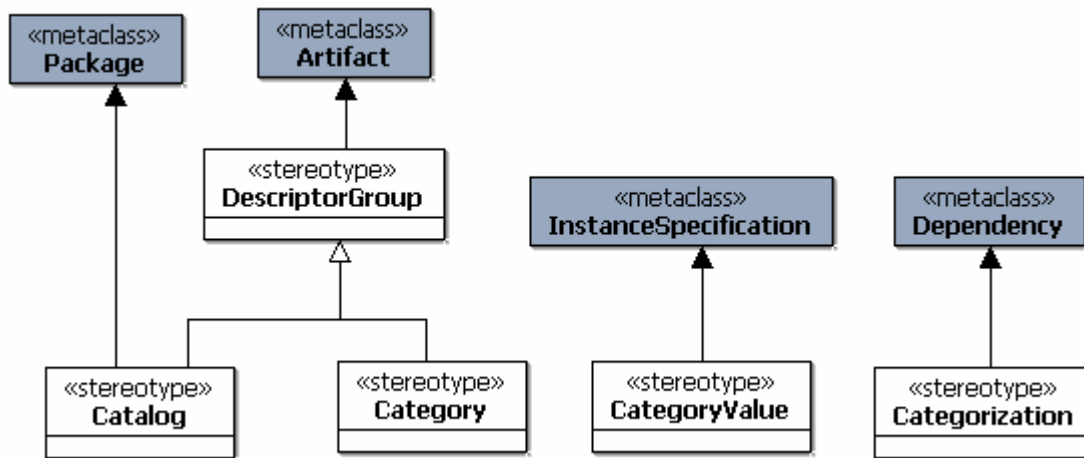 «metaclass»
Package
«metaclass»
Artifact
«stereotype»
DescriptorGroup
«metaclass»
InstanceSpecification
«metaclass»
Dependency
«stereotype»
Catalog
«stereotype»
Category
«stereotype»
CategoryValue
«stereotype»
Categorization